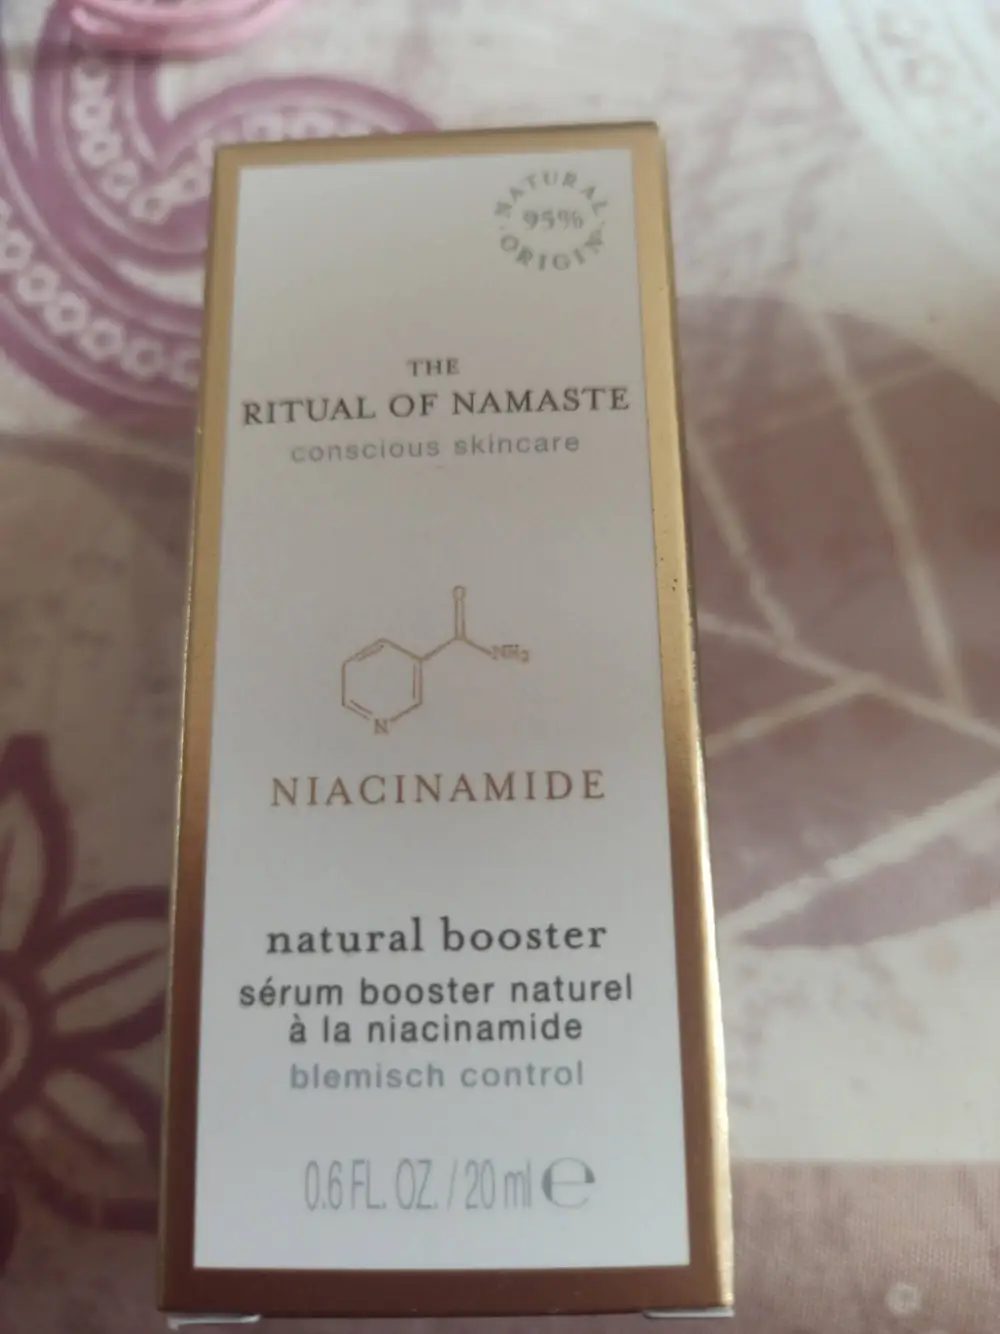 NATURAL
95%
ORIGIN
THE
RITUAL OF NAMASTE
conscious skincare
O
NH2
N
NIACINAMIDE
natural booster
sérum booster naturel
à la niacinamide
blemisch control
0.6 FL. OZ. / 20 ml ℮